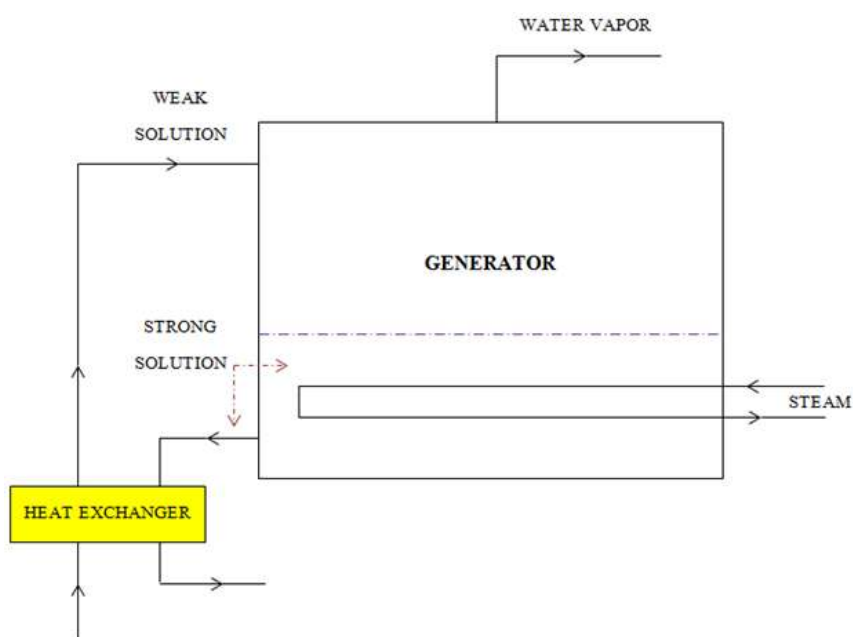 WATER VAPOR
WEAK
SOLUTION
GENERATOR
STRONG
SOLUTION
STEAM
HEAT EXCHANGER